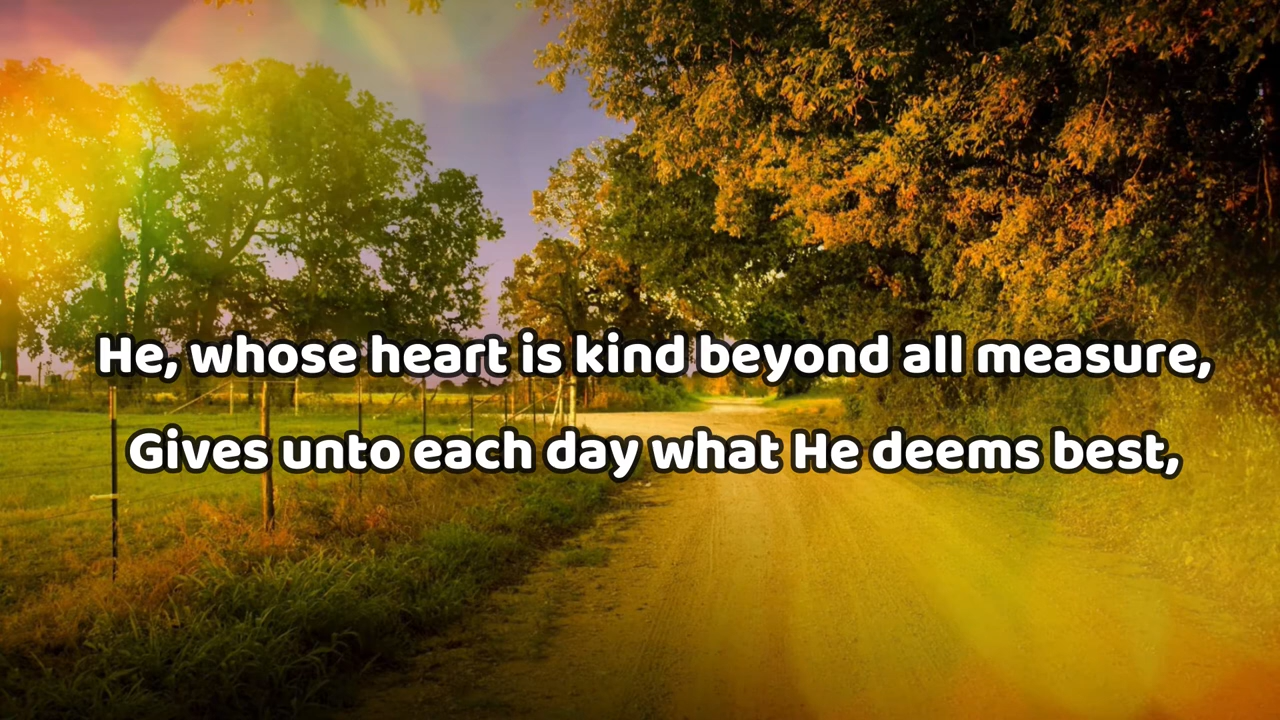 He, whose heart is kind beyond all measure,
Gives unto each day what He deems best,